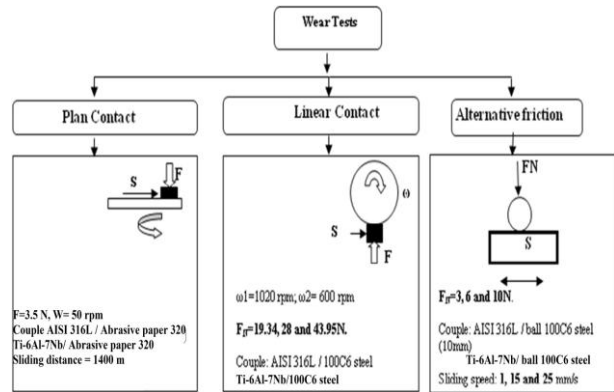 Wear Tests
Plan Contact
Linear Contact
Alternative friction
F
S
F=3.5 N, W= 50 rpm
Couple AISI 316L / Abrasive paper 320
Ti-6Al-7Nb/ Abrasive paper 320
Sliding distance = 1400 m
ω
S
F
ω1=1020 rpm; ω2= 600 rpm
=19.34, 28 and 43.95N.
Couple: AISI 316L / 100C6 steel
Ti-6Al-7Nb/100C6 steel
FN
S
=3, 6 and 10N.
Couple: AISI 316L / ball 100C6 steel
(10mm)
Ti-6Al-7Nb/ ball 100C6 steel
Sliding speed: 1, 15 and 25 mm/s